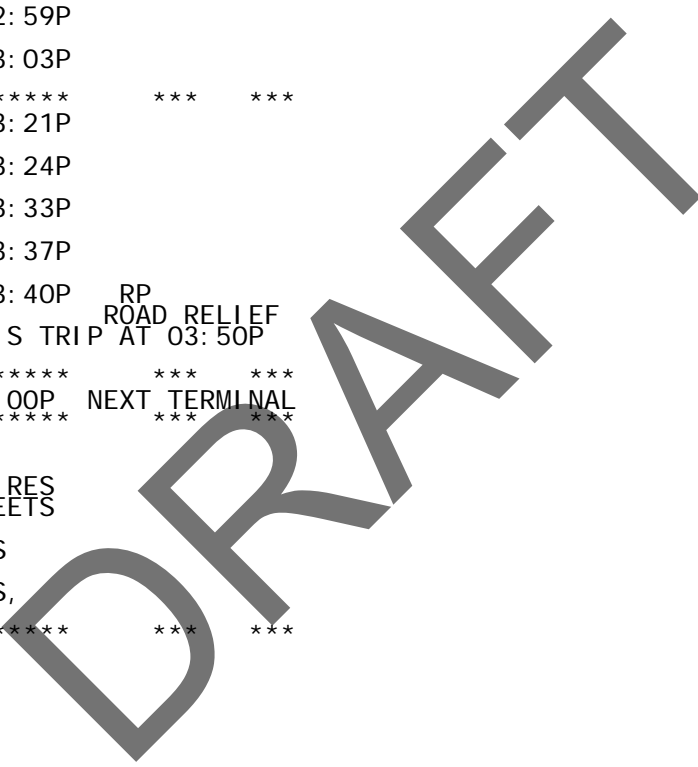 2:59P
3:03P
***** *** ***
3:21P
3:24P
3:33P
3:37P
3:40P RP
ROAD RELIEF
S TRIP AT 03:50P
***** *** ***
00P NEXT TERMINAL
***** *** ***
RES
EETS
S
S,
***** *** ***
DRAFT